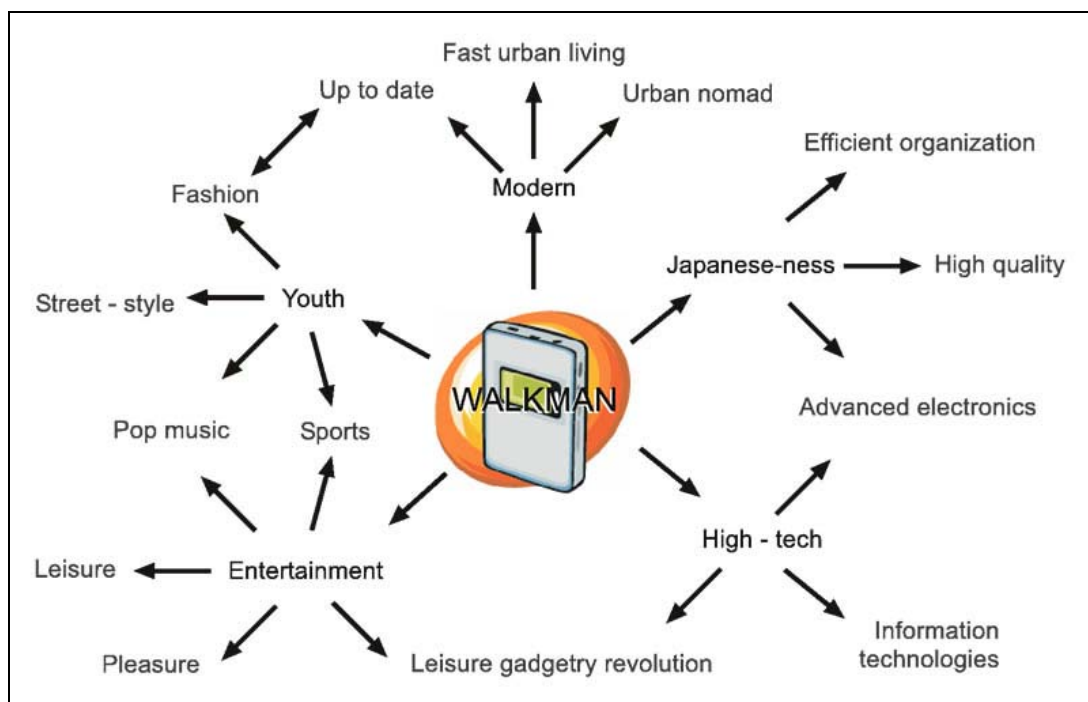 Fast urban living
Up to date
Urban nomad
Efficient organization
Fashion
Modern
Japanese-ness
High quality
Street - style
Youth
WALKMAN
Advanced electronics
Pop music
Sports
High - tech
Leisure
Entertainment
Information
technologies
Pleasure
Leisure gadgetry revolution